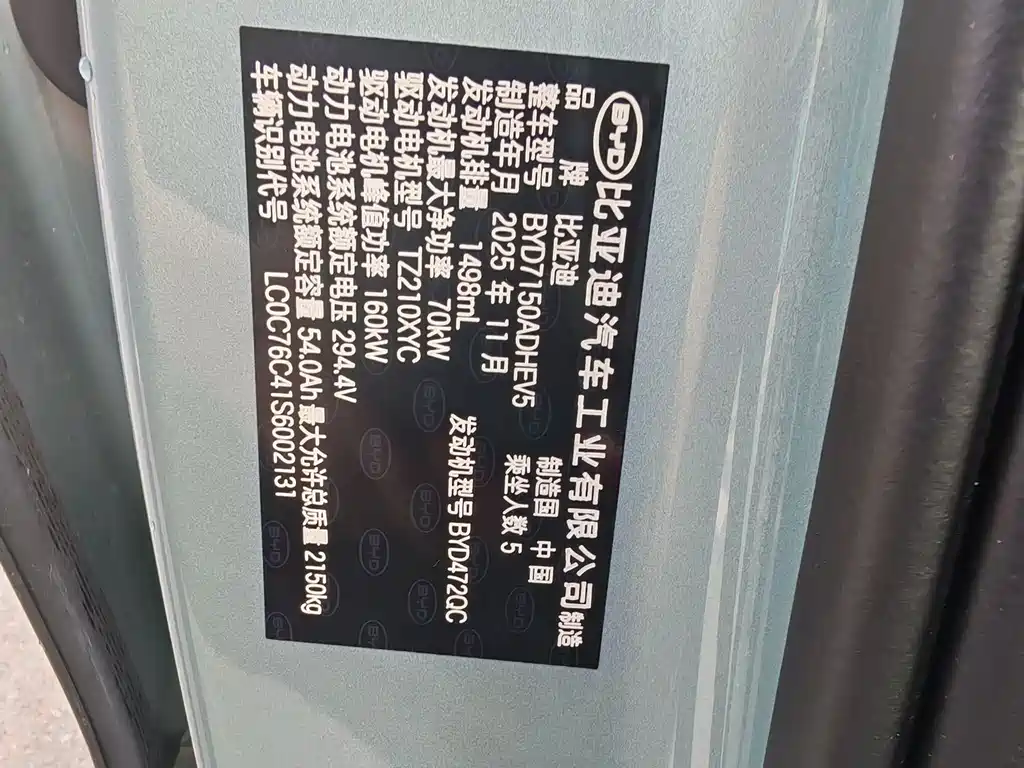 BYD 比亚迪汽车工业有限公司制造
品牌 比亚迪 制造国 中国
整车型号 BYD7150ADHEV5 乘坐人数 5
制造年月 2025 年 11 月
发动机排量 1498mL 发动机型号 BYD472QC
发动机最大净功率 70kW
驱动电机型号 TZ210XYC
驱动电机峰值功率 160kW
动力电池系统额定电压 294.4V
动力电池系统额定容量 54.0Ah 最大允许总质量 2150kg
车辆识别代号 LC0C76C41S6002131